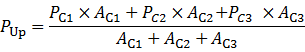 P_Up = (P_C1 × A_C1 + P_C2 × A_C2 + P_C3 × A_C3) / (A_C1 + A_C2 + A_C3)